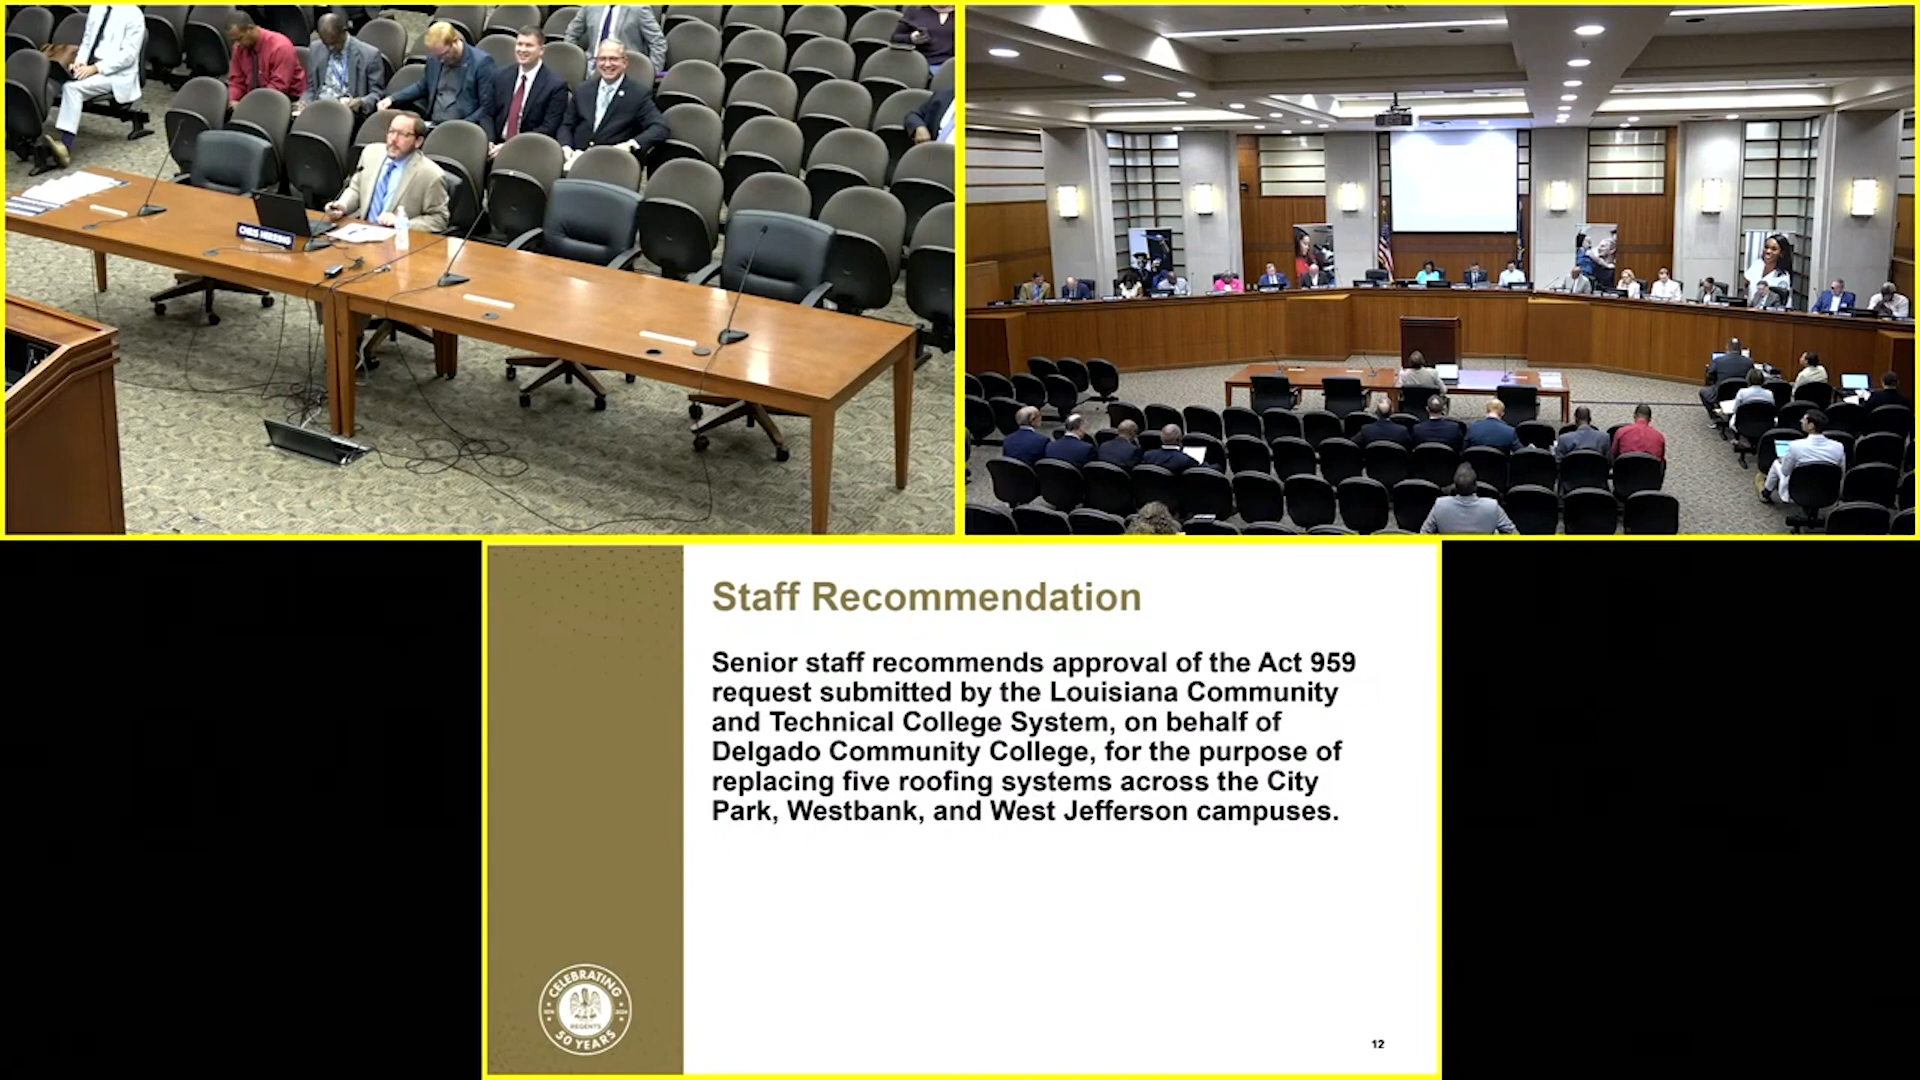 CHRIS HERRING
Staff Recommendation
Senior staff recommends approval of the Act 959
request submitted by the Louisiana Community
and Technical College System, on behalf of
Delgado Community College, for the purpose of
replacing five roofing systems across the City
Park, Westbank, and West Jefferson campuses.
CELEBRATING
REGENTS
50 YEARS
12